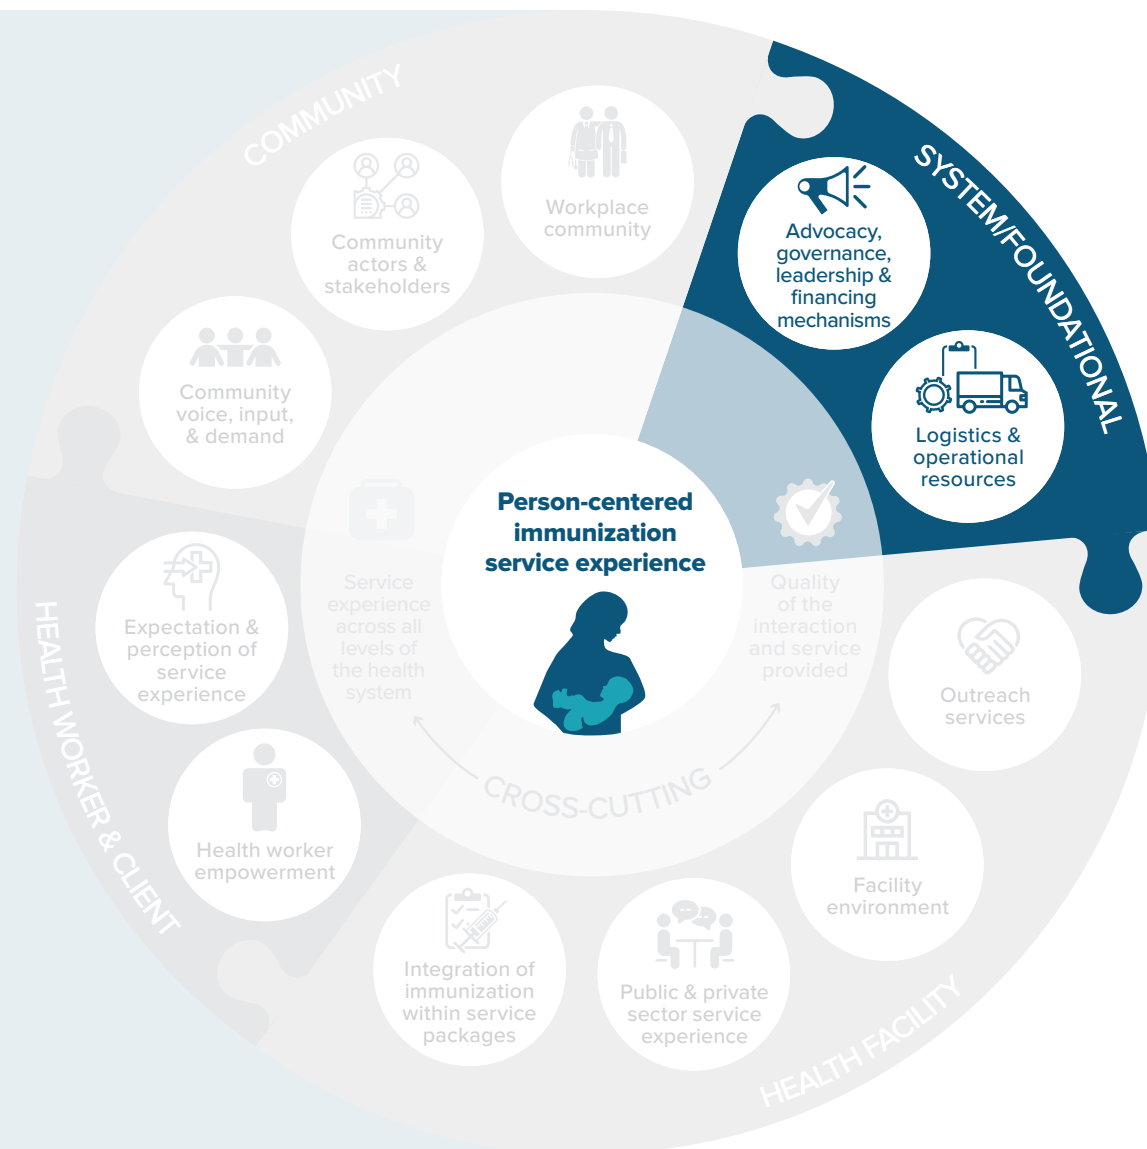 COMMUNITY
Workplace
community
Community
actors &
stakeholders
Community
voice, input,
& demand
SYSTEM/FOUNDATIONAL
Advocacy,
governance,
leadership &
financing
mechanisms
Logistics &
operational
resources
Person-centered
immunization
service experience
Service
experience
across all
levels of
the health
system
Quality
of the
interaction
and service
provided
CROSS-CUTTING
HEALTH WORKER & CLIENT
Expectation &
perception of
service
experience
Health worker
empowerment
Outreach
services
Facility
environment
Public & private
sector service
experience
Integration of
immunization
within service
packages
HEALTH FACILITY